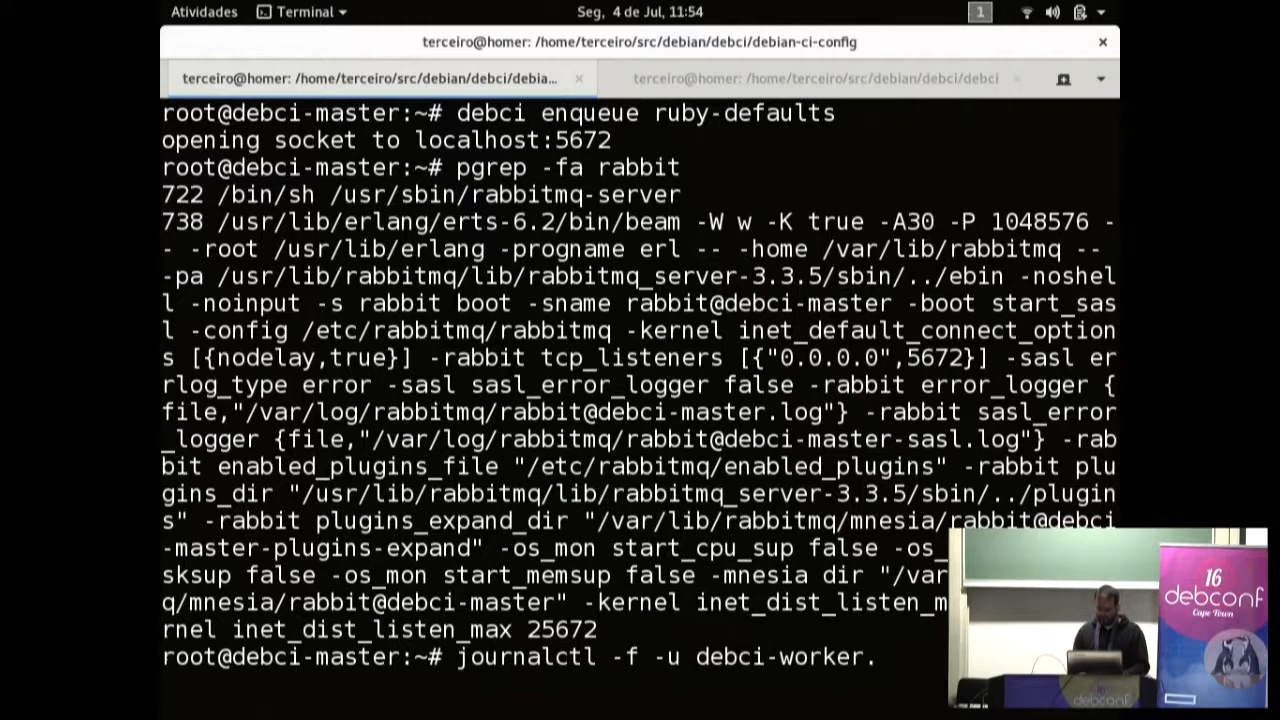 Atividades Terminal Seg, 4 de Jul, 11:54 1
terceiro@homer: /home/terceiro/src/debian/debci/debian-ci-config
terceiro@homer: /home/terceiro/src/debian/debci/debia... terceiro@homer: /home/terceiro/src/debian/debci/debci
root@debci-master:~# debci enqueue ruby-defaults
opening socket to localhost:5672
root@debci-master:~# pgrep -fa rabbit
722 /bin/sh /usr/sbin/rabbitmq-server
738 /usr/lib/erlang/erts-6.2/bin/beam -W w -K true -A30 -P 1048576 -
- -root /usr/lib/erlang -progname erl -- -home /var/lib/rabbitmq --
-pa /usr/lib/rabbitmq/lib/rabbitmq_server-3.3.5/sbin/../ebin -noshel
l -noinput -s rabbit boot -sname rabbit@debci-master -boot start_sas
l -config /etc/rabbitmq/rabbitmq -kernel inet_default_connect_option
s [{nodelay,true}] -rabbit tcp_listeners [{"0.0.0.0",5672}] -sasl er
rlog_type error -sasl sasl_error_logger false -rabbit error_logger {
file,"/var/log/rabbitmq/rabbit@debci-master.log"} -rabbit sasl_error
_logger {file,"/var/log/rabbitmq/rabbit@debci-master-sasl.log"} -rab
bit enabled_plugins_file "/etc/rabbitmq/enabled_plugins" -rabbit plu
gins_dir "/usr/lib/rabbitmq/lib/rabbitmq_server-3.3.5/sbin/../plugin
s" -rabbit plugins_expand_dir "/var/lib/rabbitmq/mnesia/rabbit@debci
-master-plugins-expand" -os_mon start_cpu_sup false -os_
sksup false -os_mon start_memsup false -mnesia dir "/var
q/mnesia/rabbit@debci-master" -kernel inet_dist_listen_m
rnel inet_dist_listen_max 25672
root@debci-master:~# journalctl -f -u debci-worker.
16
debconf
Cape Town
debconf